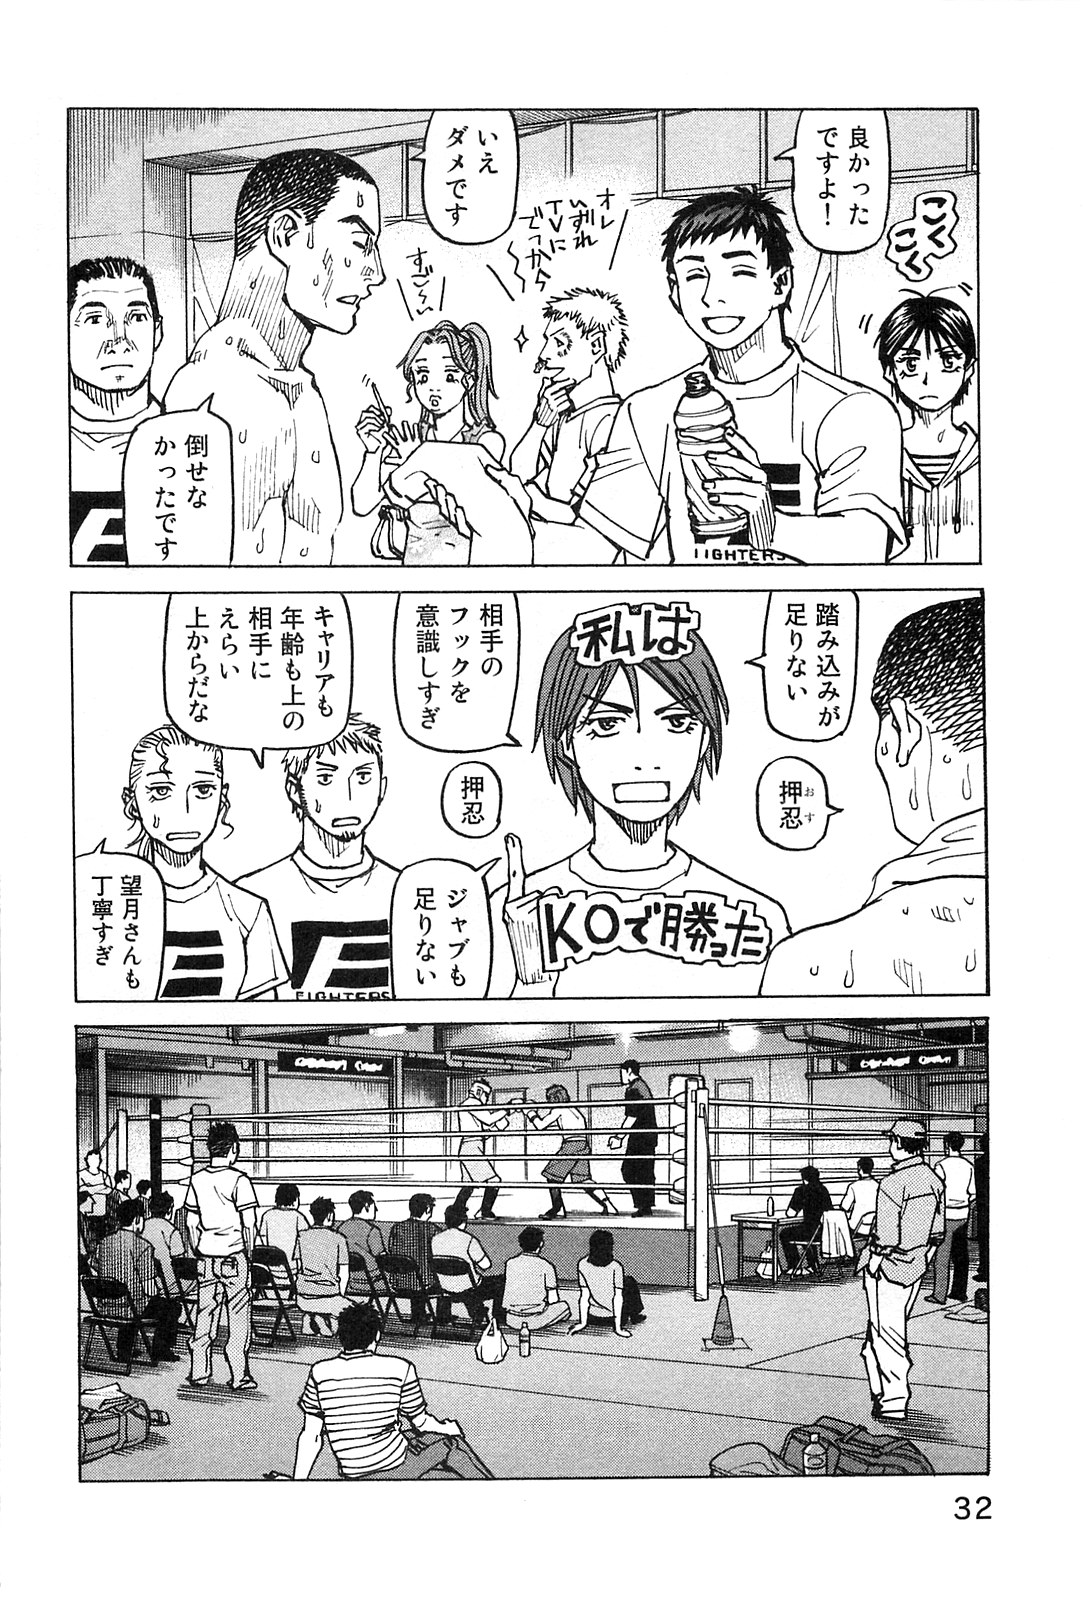 良かった
ですよ！
こく
こく
いえ
ダメです
オレ
いずれ
TVに
でっから
すご〜い
倒せな
かったです
FIGHTERS
踏み込みが
足りない
押忍
おす
私は
KOで勝った
相手の
フックを
意識しすぎ
押忍
ジャブも
足りない
キャリアも
年齢も上の
相手に
えらい
上からだな
望月さんも
丁寧すぎ
FIGHTERS
32